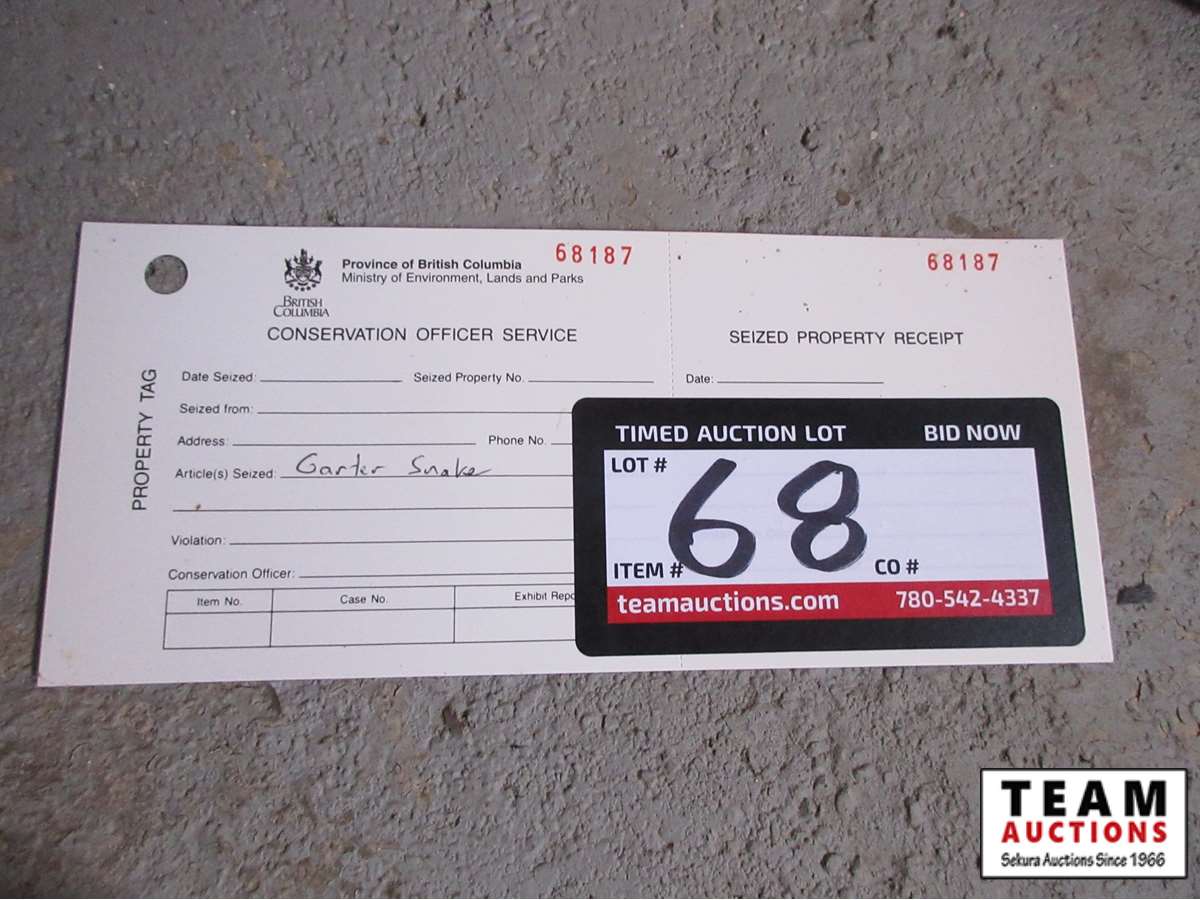 68187
68187
Province of British Columbia
Ministry of Environment, Lands and Parks
BRITISH
COLUMBIA
CONSERVATION OFFICER SERVICE
SEIZED PROPERTY RECEIPT
PROPERTY TAG
Date Seized:
Seized Property No.
Date:
Seized from:
Address:
Phone No.
Article(s) Seized: Garter Snake
Violation:
Conservation Officer:
Item No.
Case No.
Exhibit Repo
TIMED AUCTION LOT
BID NOW
LOT #
68
ITEM #
CO #
teamauctions.com
780-542-4337
TEAM
AUCTIONS
Sekura Auctions Since 1966